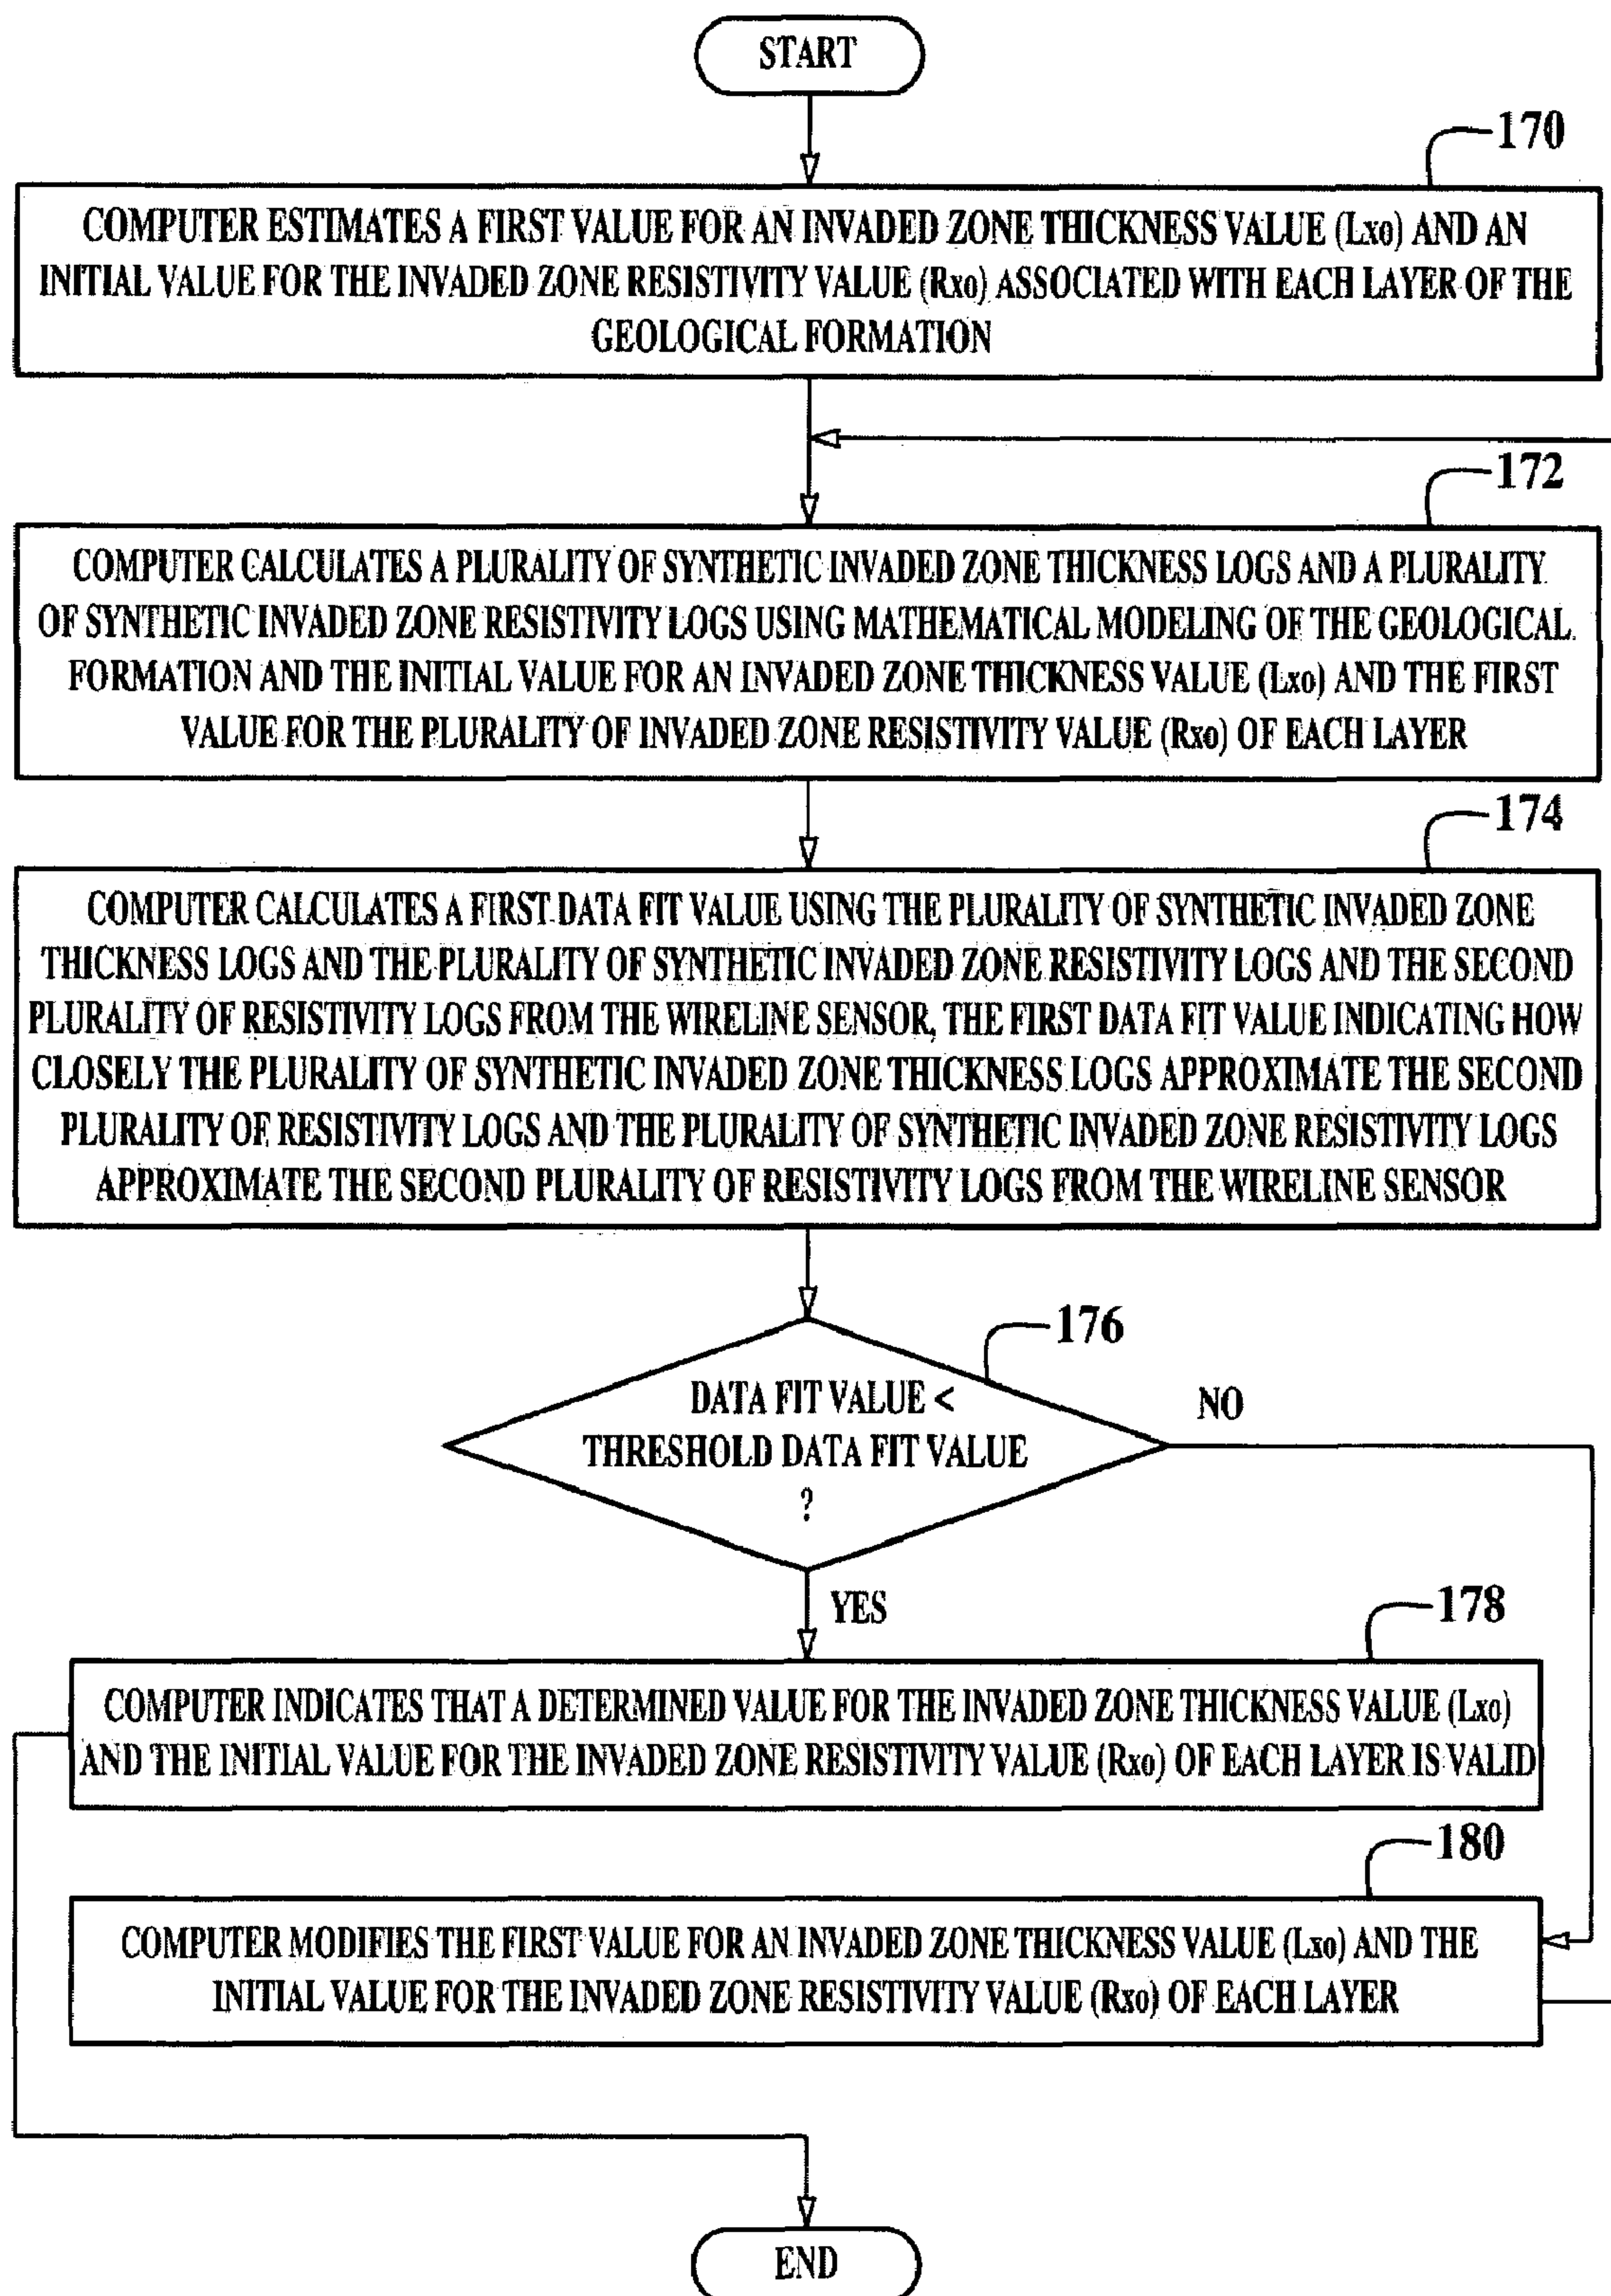 START
170
COMPUTER ESTIMATES A FIRST VALUE FOR AN INVADED ZONE THICKNESS VALUE (Lxo) AND AN
INITIAL VALUE FOR THE INVADED ZONE RESISTIVITY VALUE (Rxo) ASSOCIATED WITH EACH LAYER OF THE
GEOLOGICAL FORMATION
172
COMPUTER CALCULATES A PLURALITY OF SYNTHETIC INVADED ZONE THICKNESS LOGS AND A PLURALITY
OF SYNTHETIC INVADED ZONE RESISTIVITY LOGS USING MATHEMATICAL MODELING OF THE GEOLOGICAL
FORMATION AND THE INITIAL VALUE FOR AN INVADED ZONE THICKNESS VALUE (Lxo) AND THE FIRST
VALUE FOR THE PLURALITY OF INVADED ZONE RESISTIVITY VALUE (Rxo) OF EACH LAYER
174
COMPUTER CALCULATES A FIRST DATA FIT VALUE USING THE PLURALITY OF SYNTHETIC INVADED ZONE
THICKNESS LOGS AND THE PLURALITY OF SYNTHETIC INVADED ZONE RESISTIVITY LOGS AND THE SECOND
PLURALITY OF RESISTIVITY LOGS FROM THE WIRELINE SENSOR, THE FIRST DATA FIT VALUE INDICATING HOW
CLOSELY THE PLURALITY OF SYNTHETIC INVADED ZONE THICKNESS LOGS APPROXIMATE THE SECOND
PLURALITY OF RESISTIVITY LOGS AND THE PLURALITY OF SYNTHETIC INVADED ZONE RESISTIVITY LOGS
APPROXIMATE THE SECOND PLURALITY OF RESISTIVITY LOGS FROM THE WIRELINE SENSOR
176
DATA FIT VALUE <
THRESHOLD DATA FIT VALUE
?
NO
YES
178
COMPUTER INDICATES THAT A DETERMINED VALUE FOR THE INVADED ZONE THICKNESS VALUE (Lxo)
AND THE INITIAL VALUE FOR THE INVADED ZONE RESISTIVITY VALUE (Rxo) OF EACH LAYER IS VALID
180
COMPUTER MODIFIES THE FIRST VALUE FOR AN INVADED ZONE THICKNESS VALUE (Lxo) AND THE
INITIAL VALUE FOR THE INVADED ZONE RESISTIVITY VALUE (Rxo) OF EACH LAYER
END